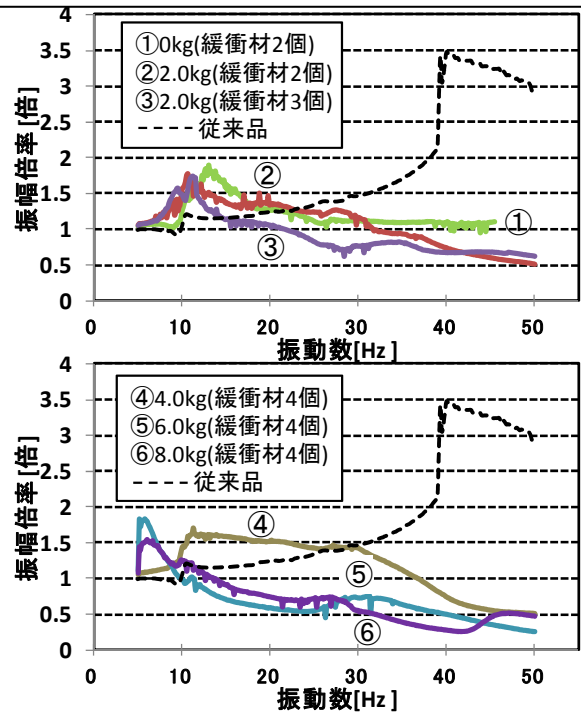 4
3.5
3
2.5
2
1.5
1
0.5
0
振幅倍率[倍]
①0kg(緩衝材2個)
②2.0kg(緩衝材2個)
③2.0kg(緩衝材3個)
従来品
②
①
③
0 10 20 30 40 50
振動数[Hz]
4
3.5
3
2.5
2
1.5
1
0.5
0
振幅倍率[倍]
④4.0kg(緩衝材4個)
⑤6.0kg(緩衝材4個)
⑥8.0kg(緩衝材4個)
従来品
④
⑤
⑥
0 10 20 30 40 50
振動数[Hz]